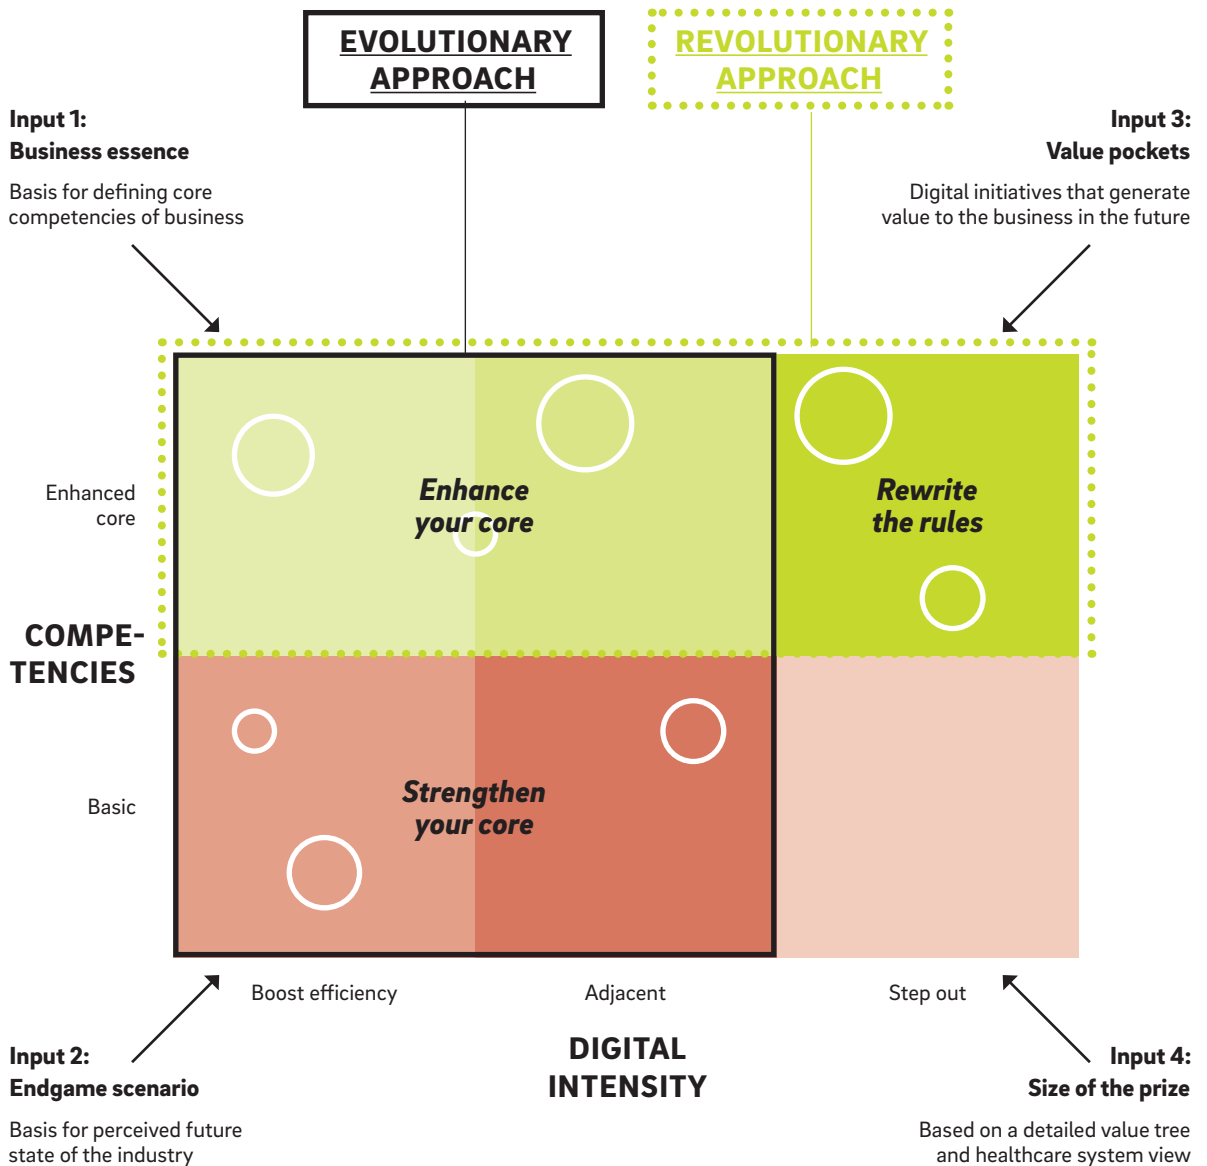 EVOLUTIONARY
APPROACH
REVOLUTIONARY
APPROACH
Input 1:
Business essence
Basis for defining core
competencies of business
Input 3:
Value pockets
Digital initiatives that generate
value to the business in the future
Enhanced
core
Enhance
your core
Rewrite
the rules
COMPE-
TENCIES
Basic
Strengthen
your core
Boost efficiency
Adjacent
Step out
DIGITAL
INTENSITY
Input 2:
Endgame scenario
Basis for perceived future
state of the industry
Input 4:
Size of the prize
Based on a detailed value tree
and healthcare system view